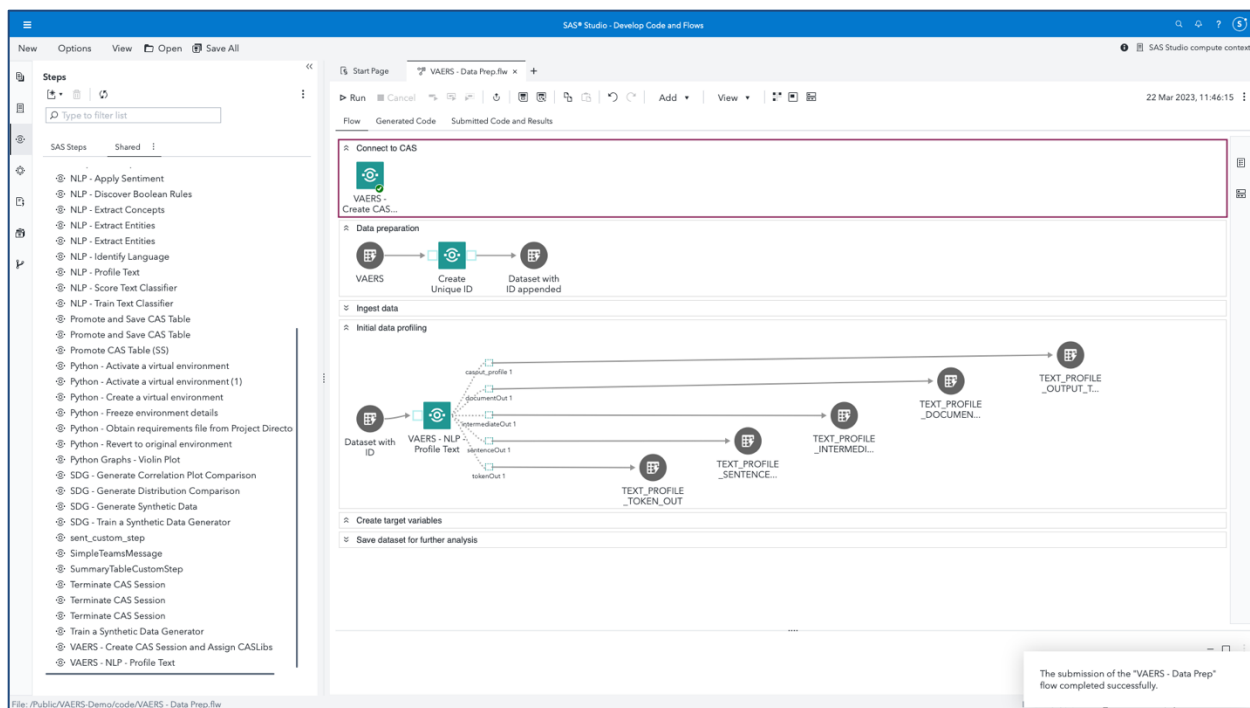 SAS® Studio - Develop Code and Flows
New Options View Open Save All
SAS Studio compute context
Steps
Type to filter list
SAS Steps Shared
NLP - Apply Sentiment
NLP - Discover Boolean Rules
NLP - Extract Concepts
NLP - Extract Entities
NLP - Extract Entities
NLP - Identify Language
NLP - Profile Text
NLP - Score Text Classifier
NLP - Train Text Classifier
Promote and Save CAS Table
Promote and Save CAS Table
Promote CAS Table (SS)
Python - Activate a virtual environment
Python - Activate a virtual environment (1)
Python - Create a virtual environment
Python - Freeze environment details
Python - Obtain requirements file from Project Directo
Python - Revert to original environment
Python Graphs - Violin Plot
SDG - Generate Correlation Plot Comparison
SDG - Generate Distribution Comparison
SDG - Generate Synthetic Data
SDG - Train a Synthetic Data Generator
sent_custom_step
SimpleTeamsMessage
SummaryTableCustomStep
Terminate CAS Session
Terminate CAS Session
Terminate CAS Session
Train a Synthetic Data Generator
VAERS - Create CAS Session and Assign CASLibs
VAERS - NLP - Profile Text
Start Page VAERS - Data Prep.flw
Run Cancel Add View 22 Mar 2023, 11:46:15
Flow Generated Code Submitted Code and Results
Connect to CAS
VAERS -
Create CAS...
Data preparation
VAERS
Create
Unique ID
Dataset with
ID appended
Ingest data
Initial data profiling
Dataset with
ID
VAERS - NLP -
Profile Text
casout_profile 1
documentOut 1
intermediateOut 1
sentenceOut 1
tokenOut 1
TEXT_PROFILE
_OUTPUT_T...
TEXT_PROFILE
_DOCUMEN...
TEXT_PROFILE
_INTERMEDI...
TEXT_PROFILE
_SENTENCE...
TEXT_PROFILE
_TOKEN_OUT
Create target variables
Save dataset for further analysis
The submission of the "VAERS - Data Prep"
flow completed successfully.
File: /Public/VAERS-Demo/code/VAERS - Data Prep.flw